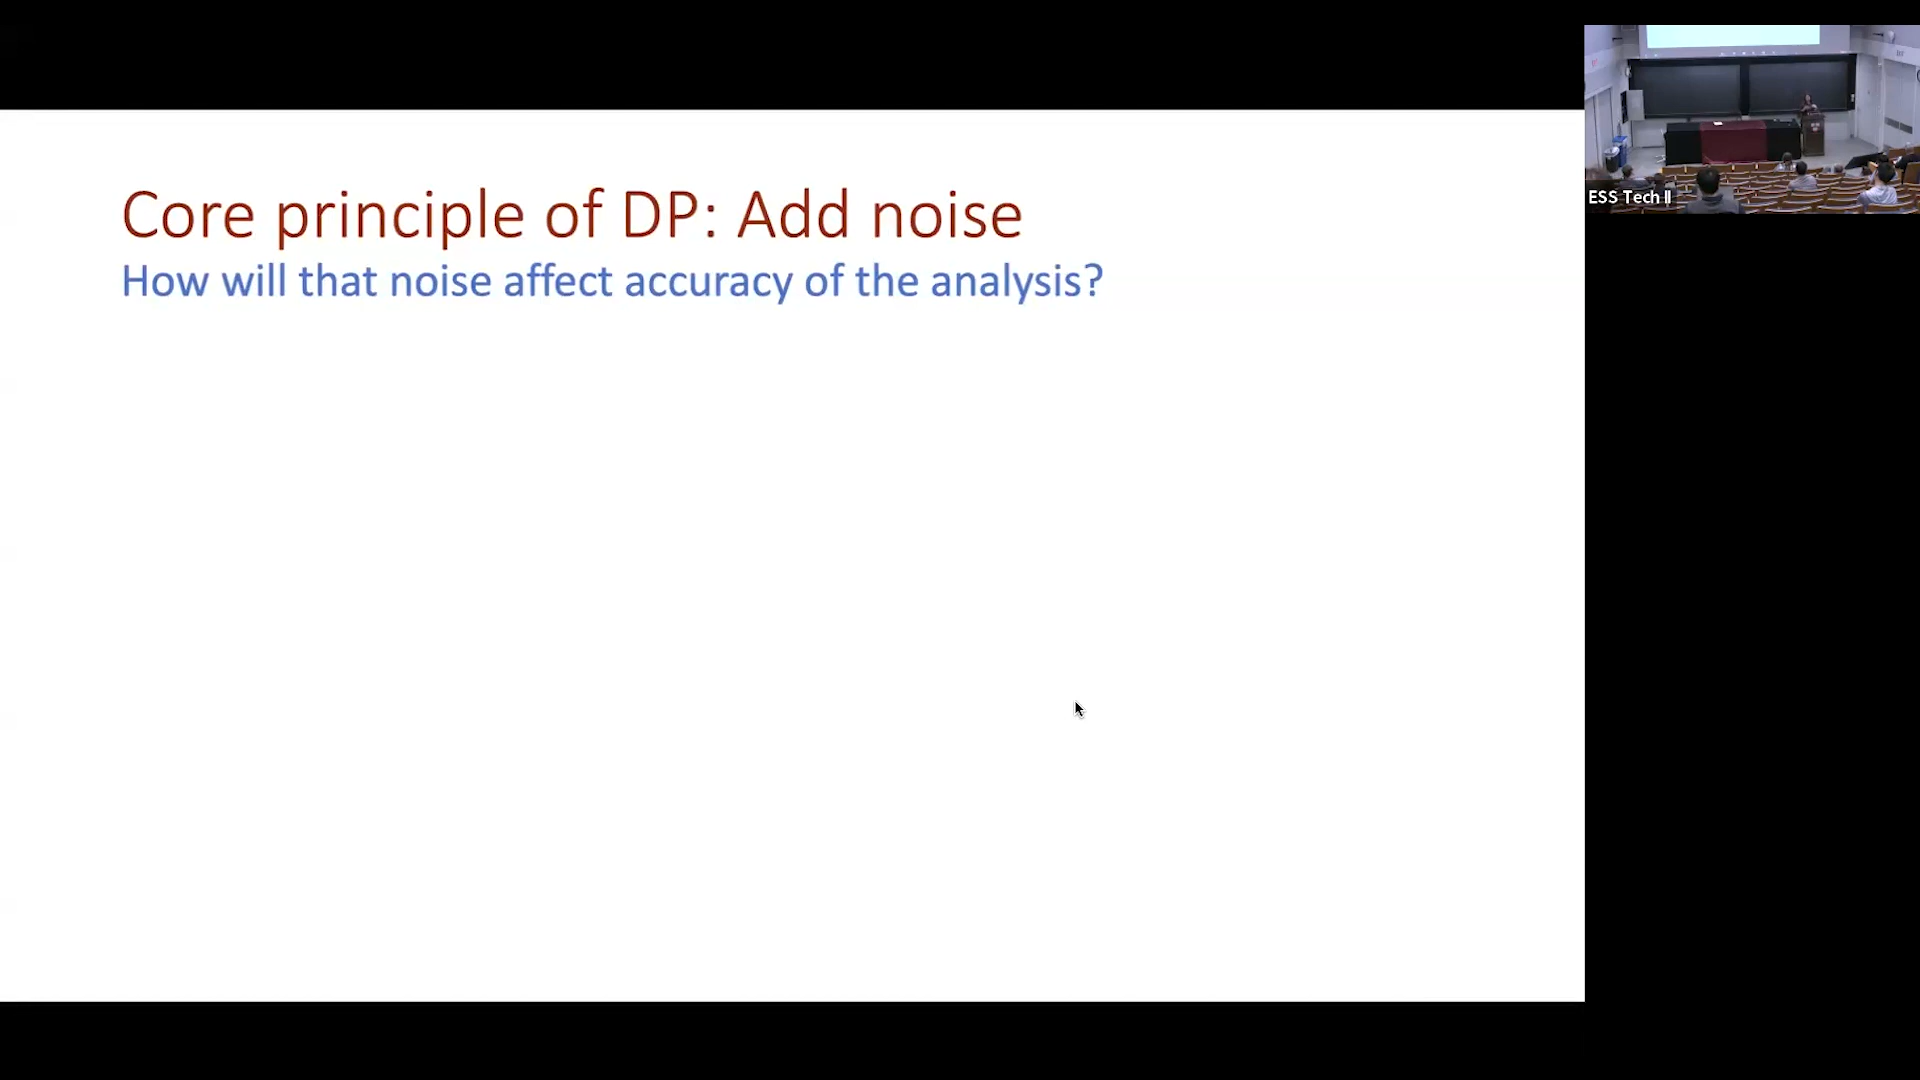 Core principle of DP: Add noise
How will that noise affect accuracy of the analysis?
ESS Tech II